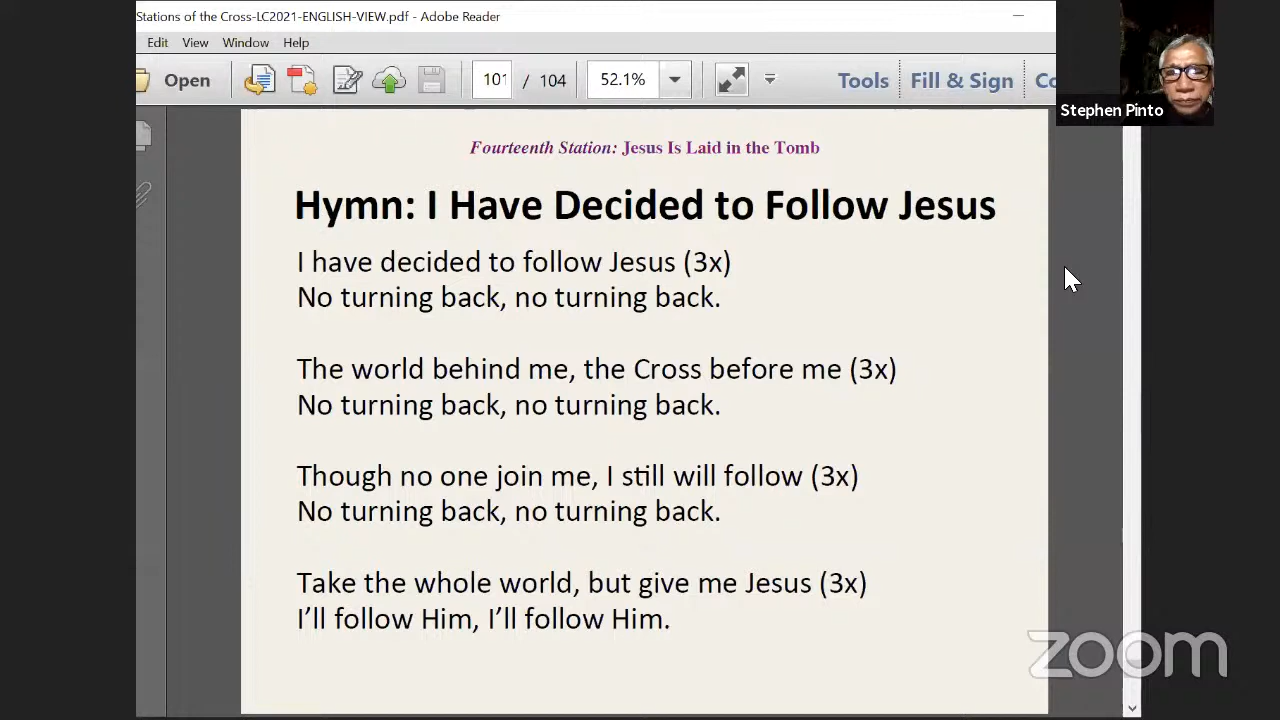 Stations of the Cross-LC2021-ENGLISH-VIEW.pdf - Adobe Reader
Edit View Window Help
Open 101 / 104 52.1% Tools Fill & Sign Co
Stephen Pinto
Fourteenth Station: Jesus Is Laid in the Tomb
Hymn: I Have Decided to Follow Jesus
I have decided to follow Jesus (3x)
No turning back, no turning back.
The world behind me, the Cross before me (3x)
No turning back, no turning back.
Though no one join me, I still will follow (3x)
No turning back, no turning back.
Take the whole world, but give me Jesus (3x)
I’ll follow Him, I’ll follow Him.
zoom